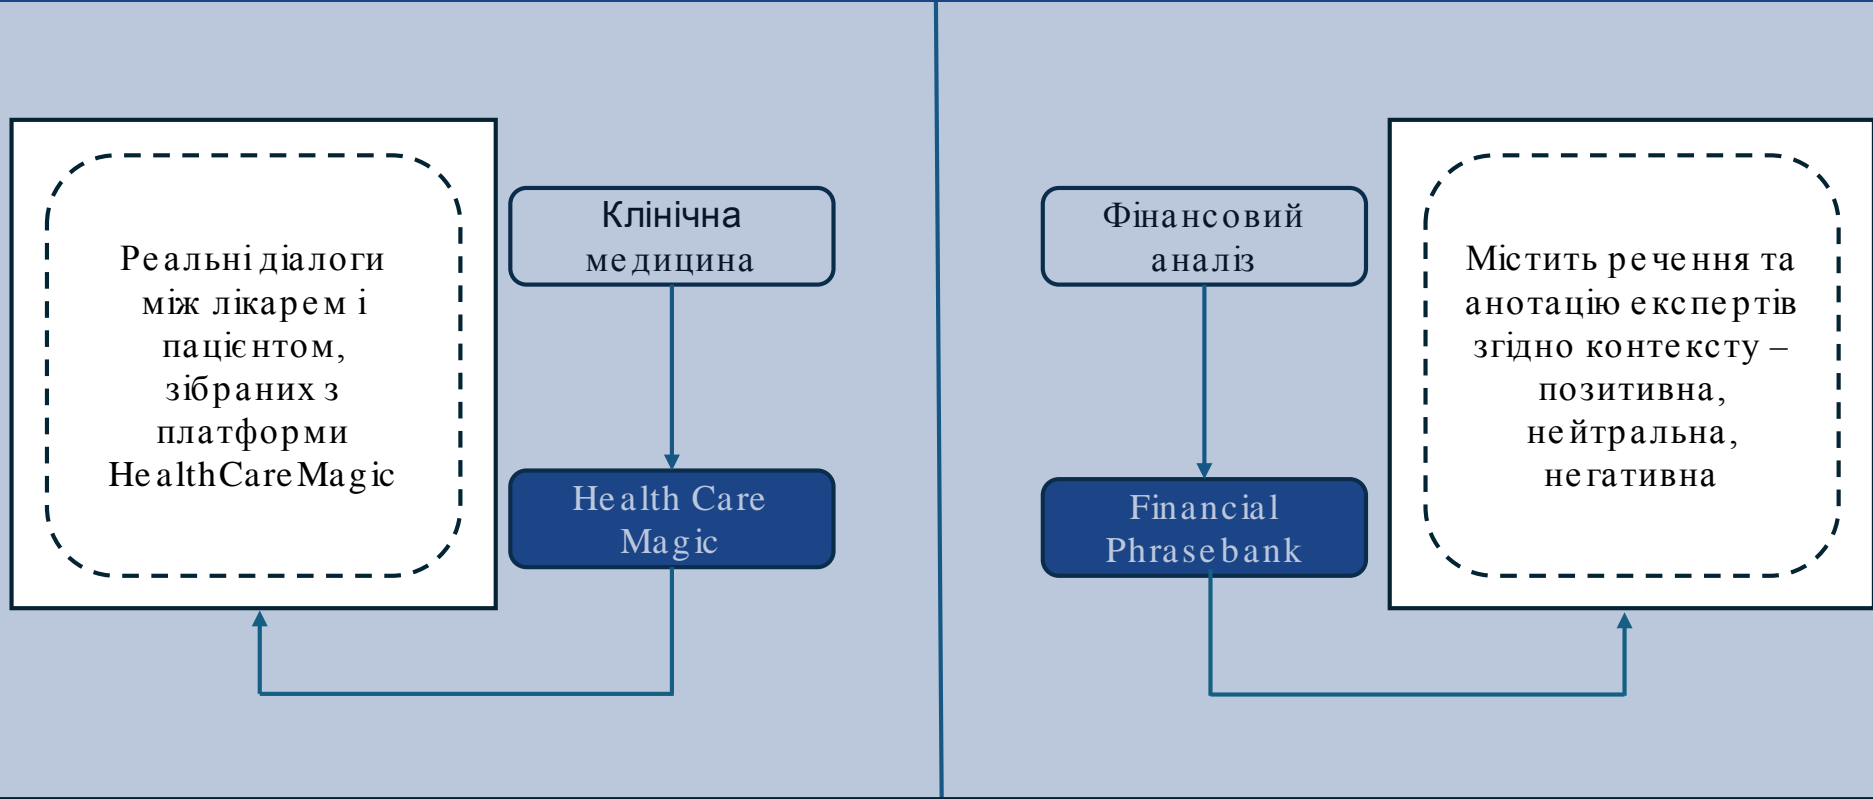 Реальні діалоги
між лікарем і
пацієнтом,
зібраних з
платформи
HealthCareMagic
Клінічна
медицина
Health Care
Magic
Фінансовий
аналіз
Financial
Phrasebank
Містить речення та
анотацію експертів
згідно контексту –
позитивна,
нейтральна,
негативна